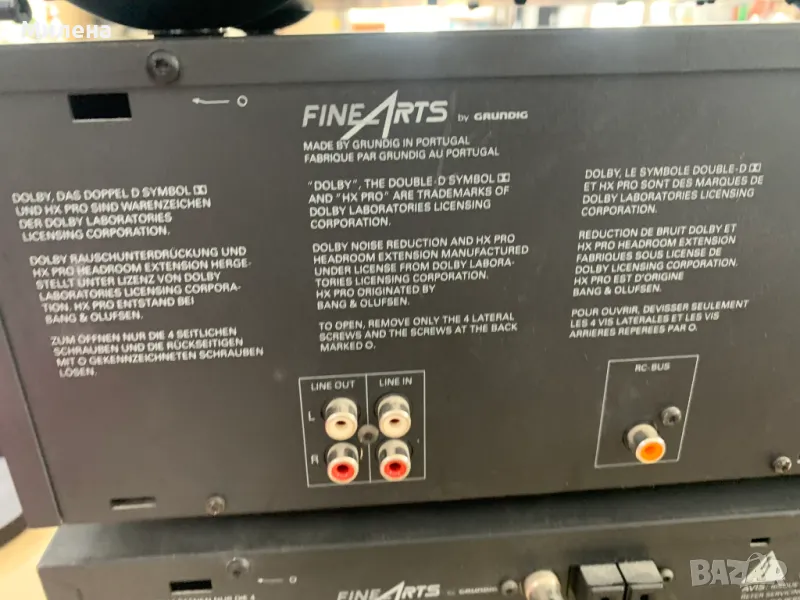 Милена
FINE ARTS by GRUNDIG
MADE BY GRUNDIG IN PORTUGAL
FABRIQUE PAR GRUNDIG AU PORTUGAL
DOLBY, DAS DOPPEL D SYMBOL
UND HX PRO SIND WARENZEICHEN
DER DOLBY LABORATORIES
LICENSING CORPORATION.
DOLBY RAUSCHUNTERDRÜCKUNG UND
HX PRO HEADROOM EXTENSION HERGE-
STELLT UNTER LIZENZ VON DOLBY
LABORATORIES LICENSING CORPORA-
TION. HX PRO ENTSTAND BEI
BANG & OLUFSEN.
ZUM ÖFFNEN NUR DIE 4 SEITLICHEN
SCHRAUBEN UND DIE RÜCKSEITIGEN
MIT O GEKENNZEICHNETEN SCHRAUBEN
LÖSEN.
"DOLBY", THE DOUBLE-D SYMBOL
AND "HX PRO" ARE TRADEMARKS OF
DOLBY LABORATORIES LICENSING
CORPORATION.
DOLBY NOISE REDUCTION AND HX PRO
HEADROOM EXTENSION MANUFACTURED
UNDER LICENSE FROM DOLBY LABORA-
TORIES LICENSING CORPORATION.
HX PRO ORIGINATED BY
BANG & OLUFSEN.
TO OPEN, REMOVE ONLY THE 4 LATERAL
SCREWS AND THE SCREWS AT THE BACK
MARKED O.
DOLBY, LE SYMBOLE DOUBLE-D
ET HX PRO SONT DES MARQUES DE
DOLBY LABORATORIES LICENSING
CORPORATION.
REDUCTION DE BRUIT DOLBY ET
HX PRO HEADROOM EXTENSION
FABRIQUES SOUS LICENSE DE
DOLBY LICENSING CORPORATION.
HX PRO EST D'ORIGINE
BANG & OLUFSEN.
POUR OUVRIR, DEVISSER SEULEMENT
LES 4 VIS LATERALES ET LES VIS
ARRIERES REPEREES PAR O.
LINE OUT LINE IN
L
R
RC-BUS
FINE ARTS by GRUNDIG
NUR DIE 4
AVIS:
BAZAR